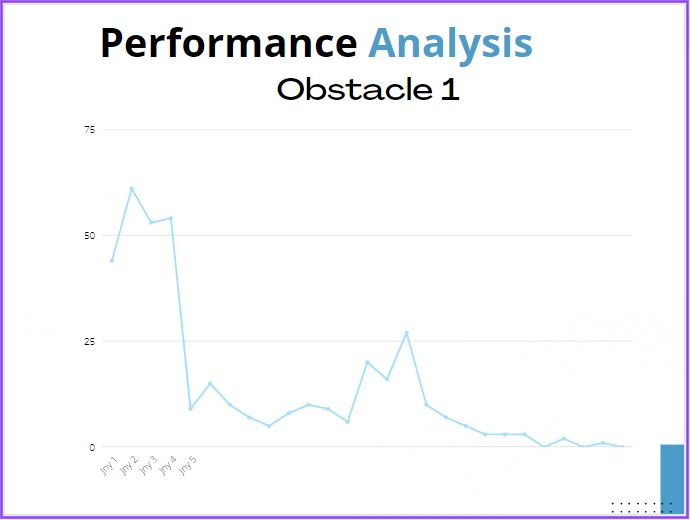 Performance Analysis
Obstacle 1
75
50
25
0
Jny 1
Jny 2
Jny 3
Jny 4
Jny 5